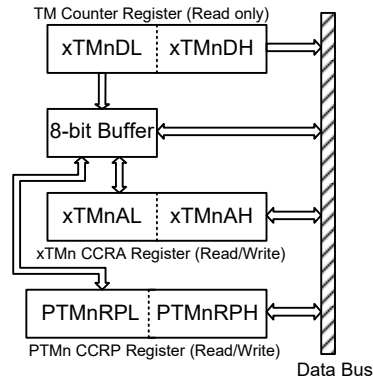 TM Counter Register (Read only)
xTMnDL xTMnDH
8-bit Buffer
xTMnAL xTMnAH
xTMn CCRA Register (Read/Write)
PTMnRPL PTMnRPH
PTMn CCRP Register (Read/Write)
Data Bus